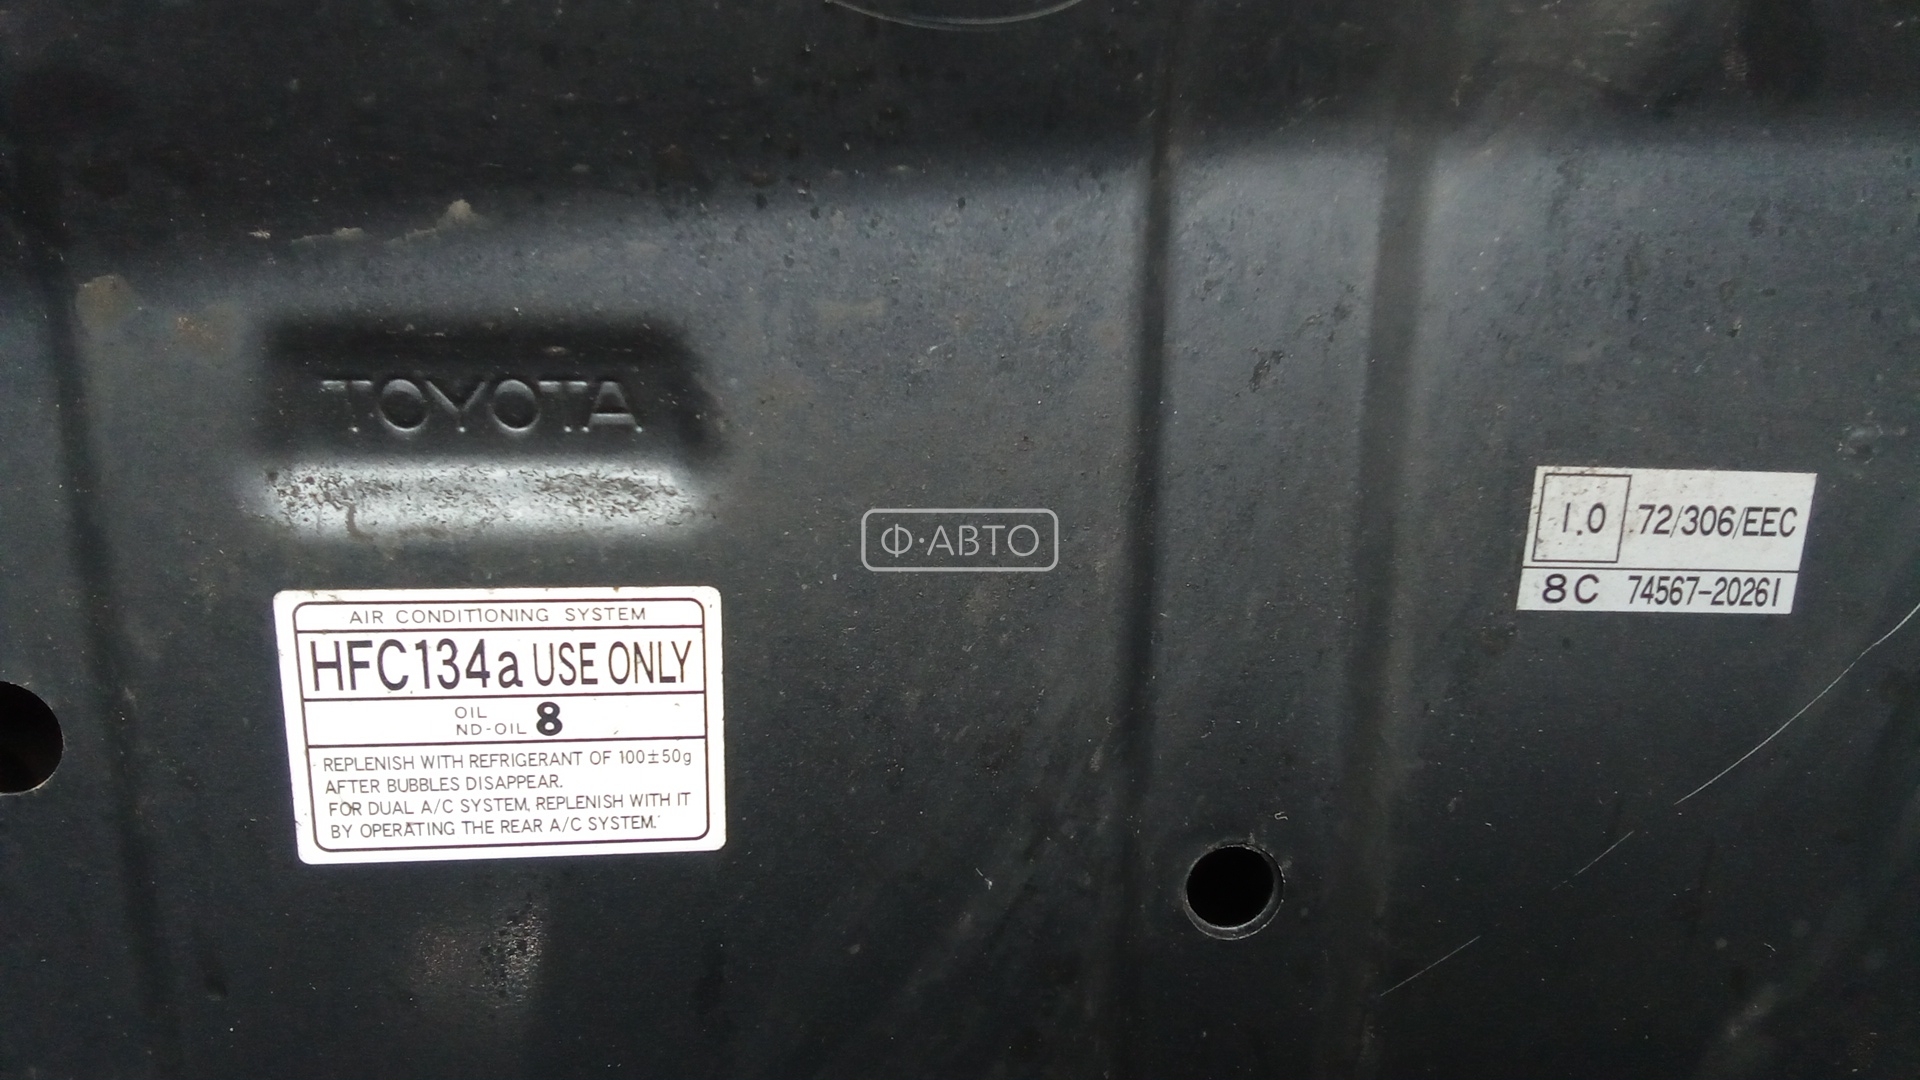 TOYOTA
AIR CONDITIONING SYSTEM
HFC134a USE ONLY
OIL
ND-OIL 8
REPLENISH WITH REFRIGERANT OF 100±50g
AFTER BUBBLES DISAPPEAR.
FOR DUAL A/C SYSTEM, REPLENISH WITH IT
BY OPERATING THE REAR A/C SYSTEM.
Ф·АВТО
1.0 72/306/EEC
8C 74567-20261